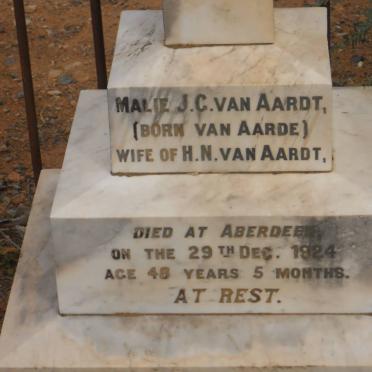 MALIE J.C. VAN AARDT,
(BORN VAN AARDE)
WIFE OF H.N. VAN AARDT,
DIED AT ABERDEEN,
ON THE 29TH DEC. 1924
AGE 48 YEARS 5 MONTHS.
AT REST.